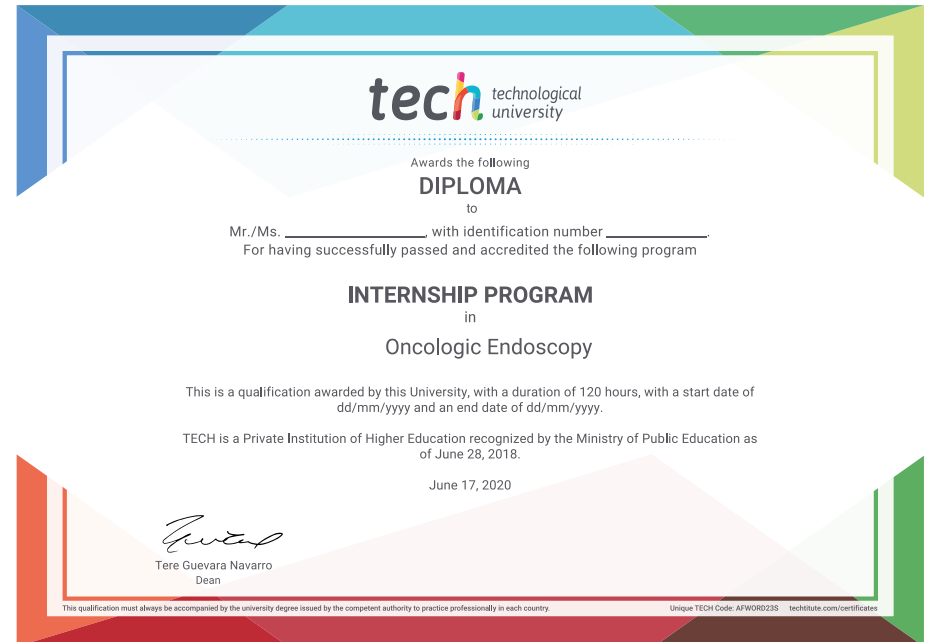 tech technological
university
Awards the following
DIPLOMA
to
Mr./Ms. ____________________, with identification number ______________.
For having successfully passed and accredited the following program
INTERNSHIP PROGRAM
in
Oncologic Endoscopy
This is a qualification awarded by this University, with a duration of 120 hours, with a start date of
dd/mm/yyyy and an end date of dd/mm/yyyy.
TECH is a Private Institution of Higher Education recognized by the Ministry of Public Education as
of June 28, 2018.
June 17, 2020
Tere Guevara Navarro
Dean
This qualification must always be accompanied by the university degree issued by the competent authority to practice professionally in each country. Unique TECH Code: AFWORD23S techtitute.com/certificates